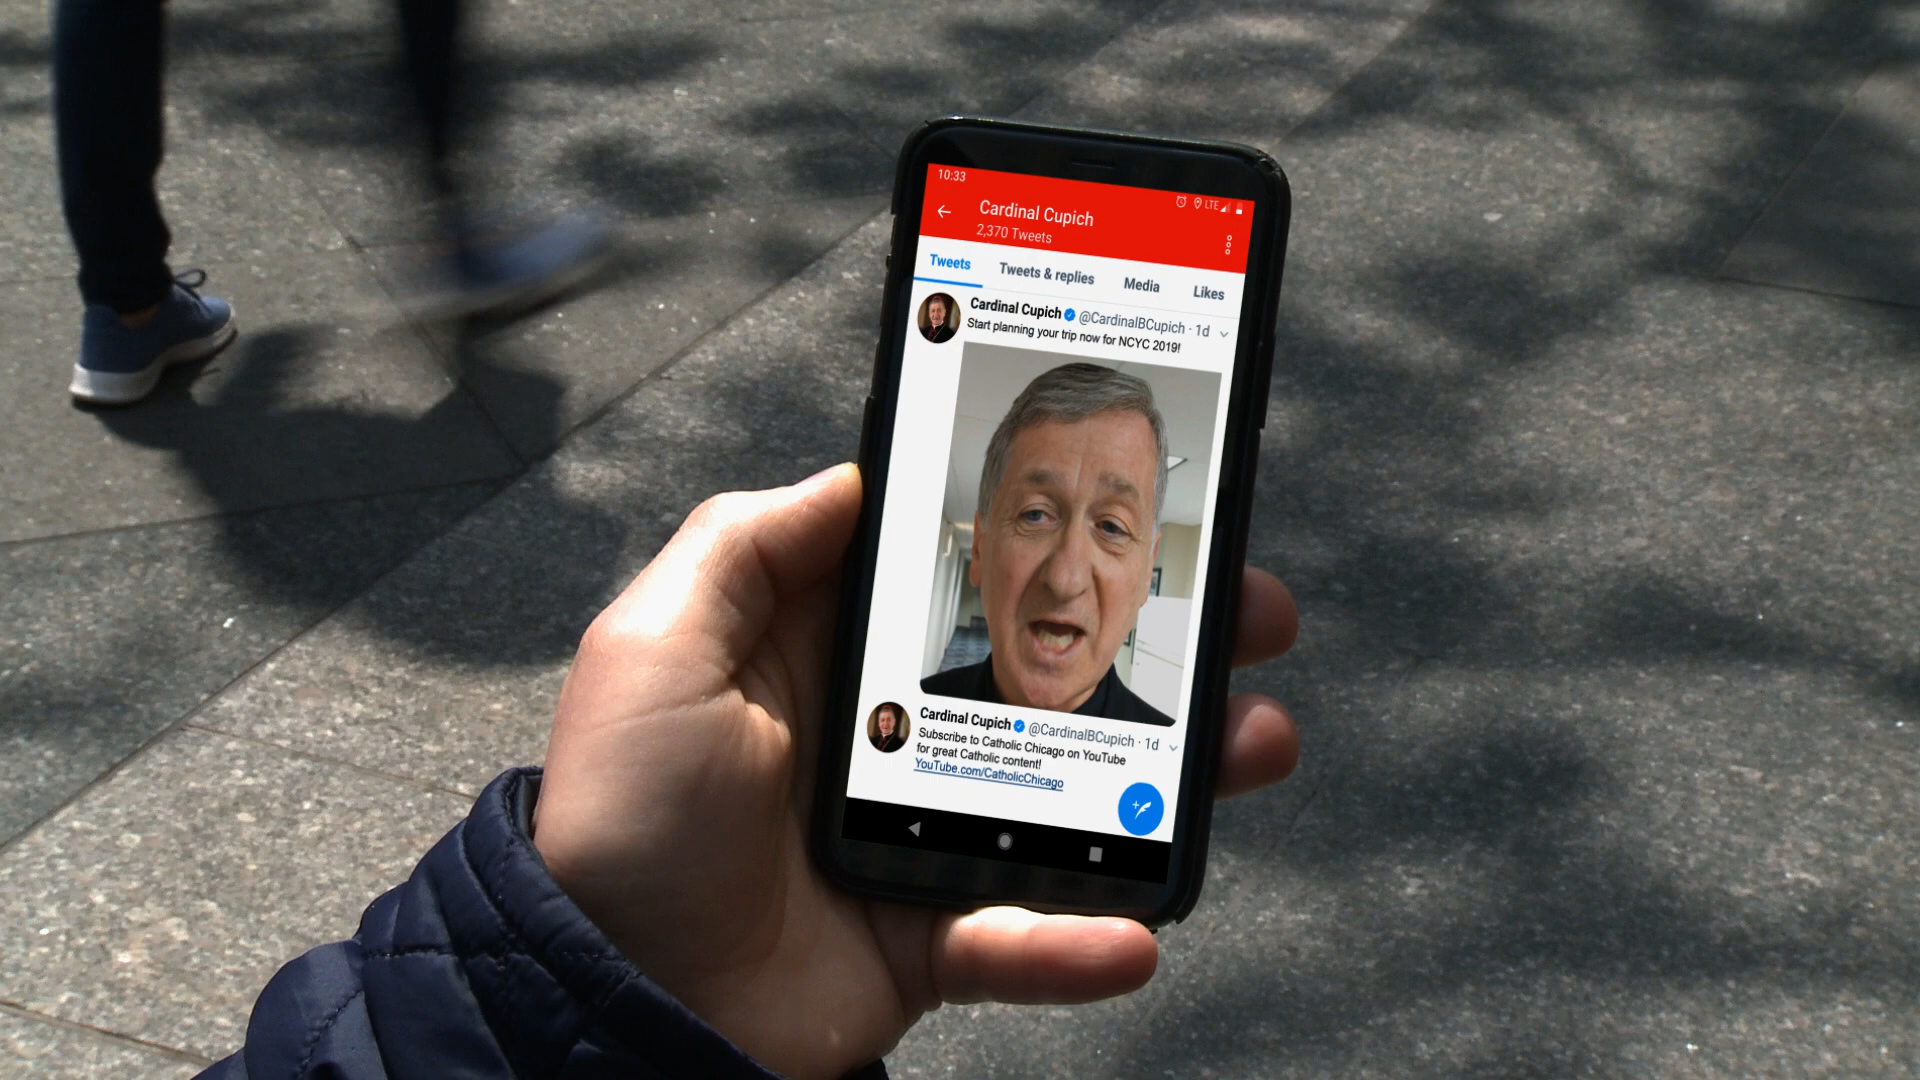 10:33
LTE
Cardinal Cupich
2,370 Tweets
Tweets Tweets & replies Media Likes
Cardinal Cupich @CardinalBCupich · 1d
Start planning your trip now for NCYC 2019!
Cardinal Cupich @CardinalBCupich · 1d
Subscribe to Catholic Chicago on YouTube
for great Catholic content!
YouTube.com/CatholicChicago